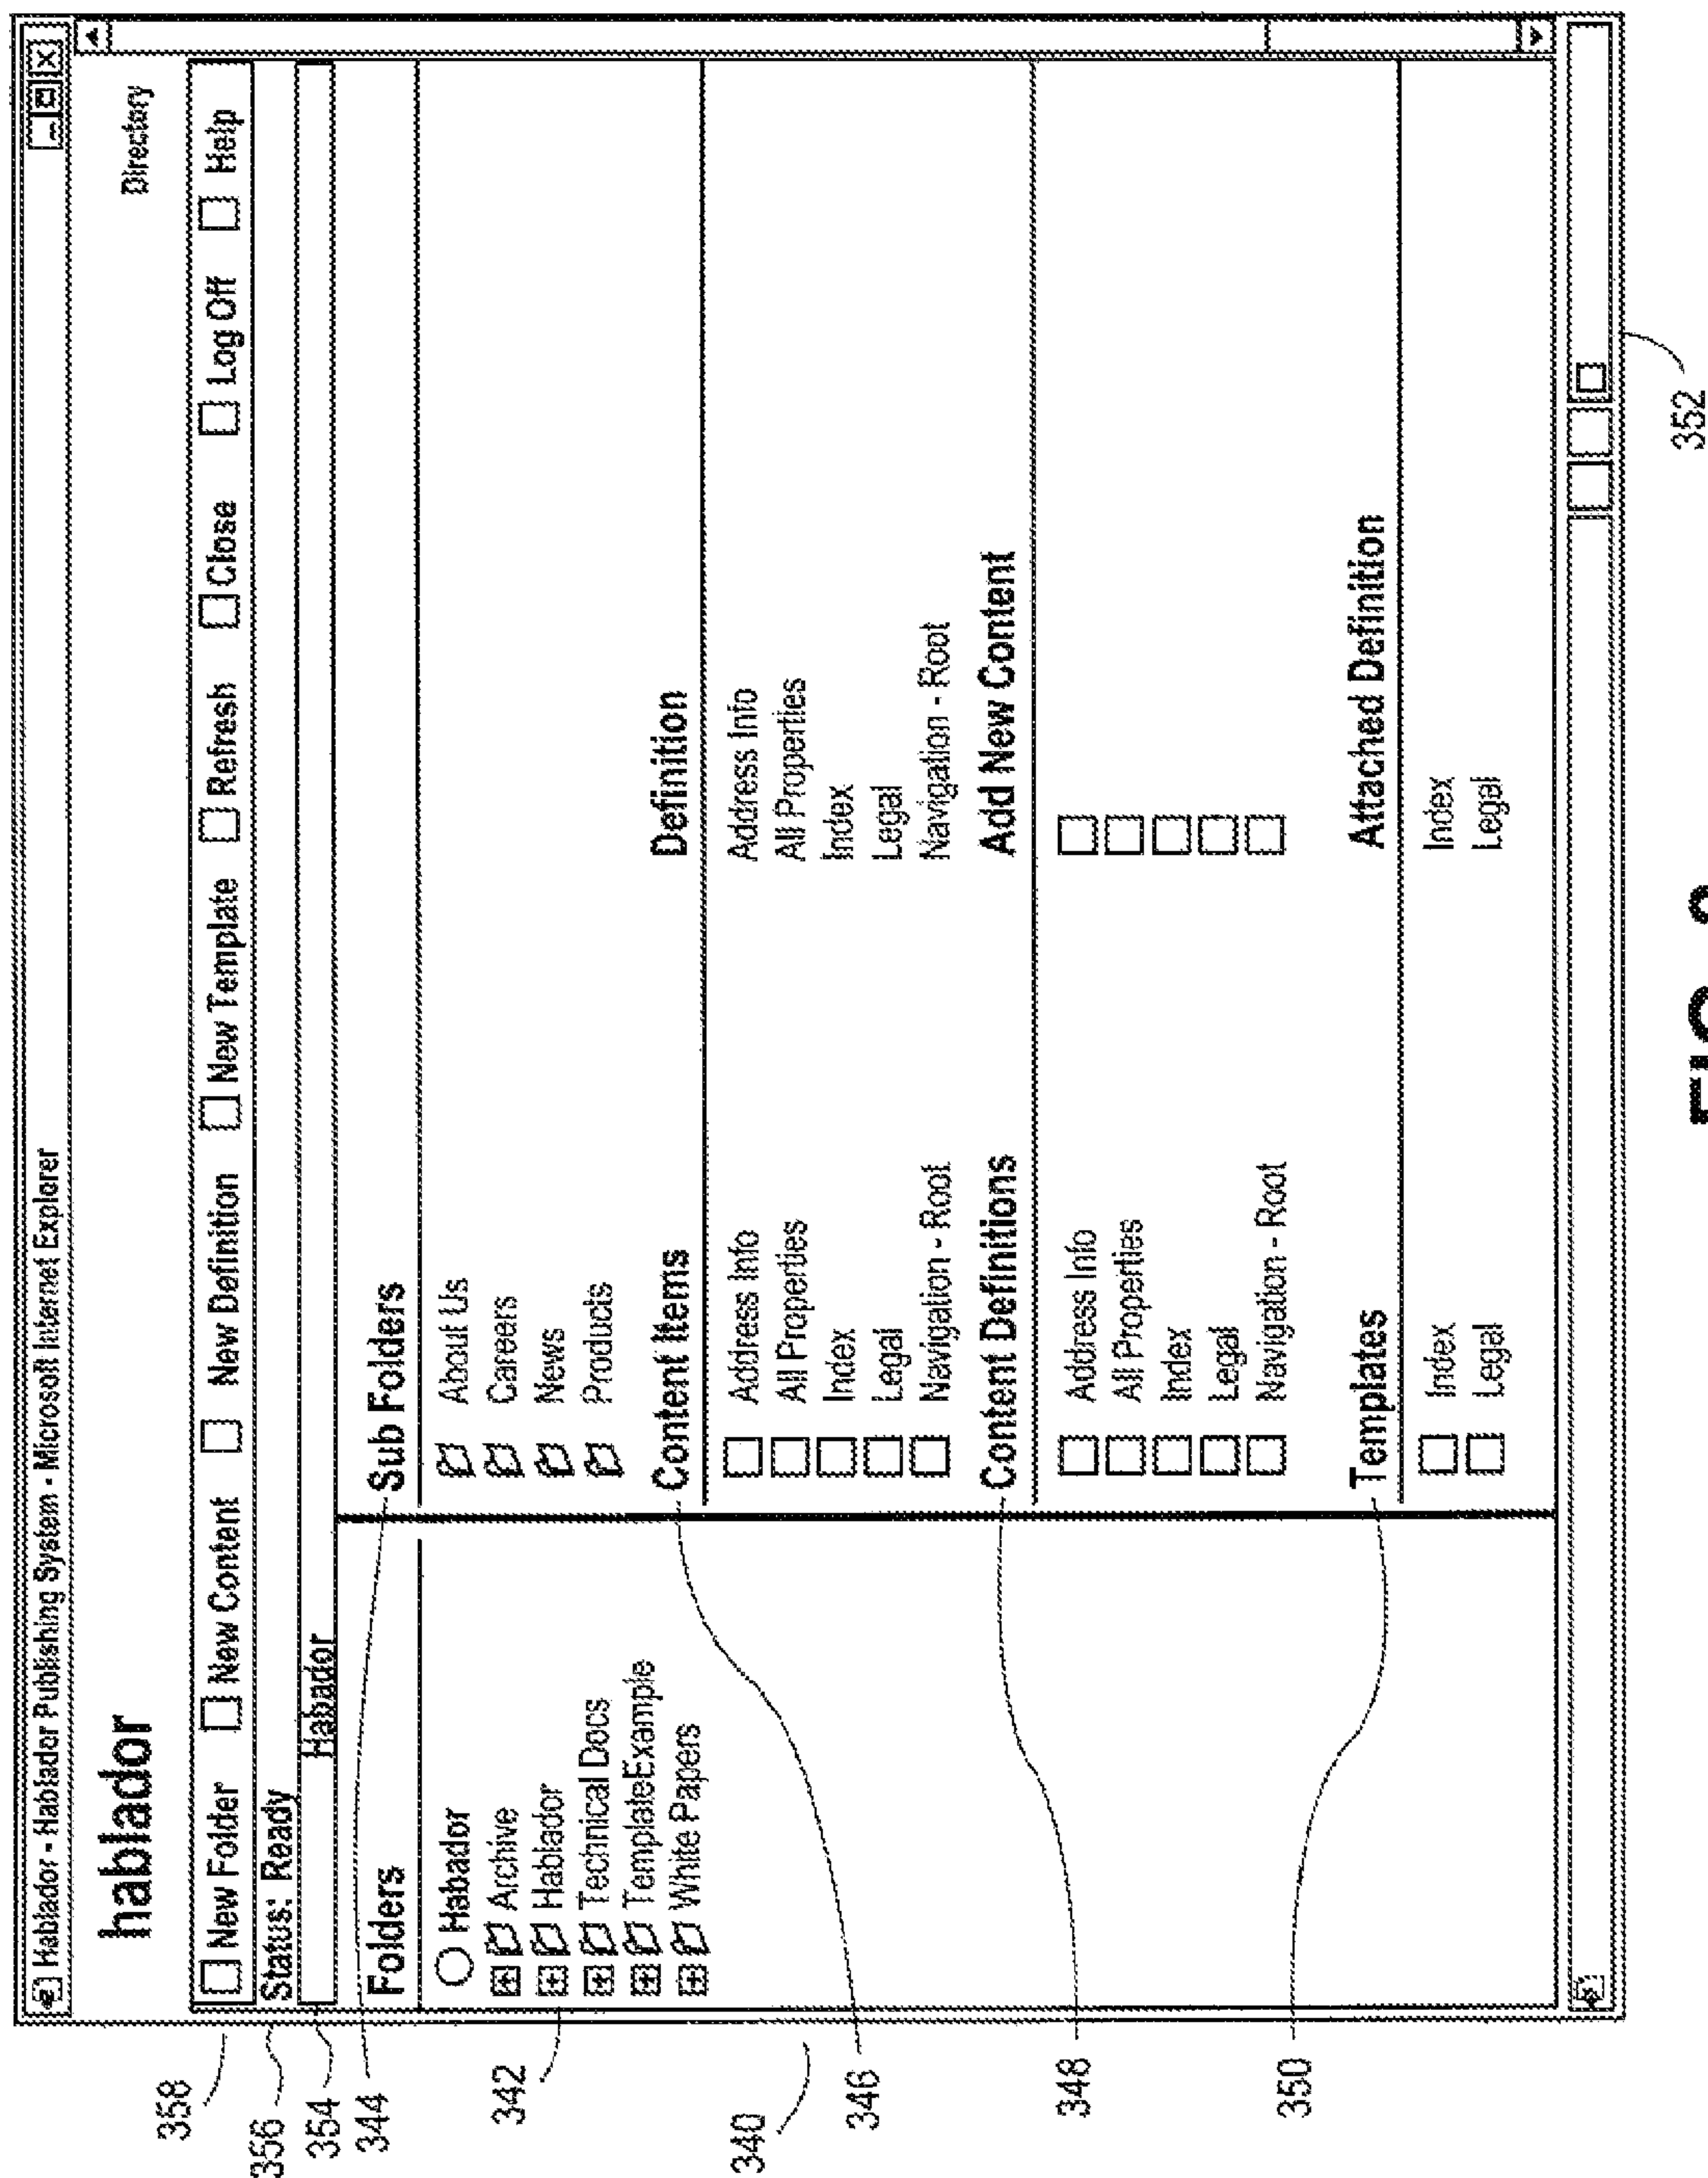 Hablador - Hablador Publishing System - Microsoft Internet Explorer
hablador
Directory
New Folder New Content New Definition New Template Refresh Close Log Off Help
Status: Ready
Habador
Folders
Habador
Archive
Hablador
Technical Docs
TemplateExample
White Papers
Sub Folders
About Us
Careers
News
Products
Content Items Definition
Address Info Address Info
All Properties All Properties
Index Index
Legal Legal
Navigation - Root Navigation - Root
Content Definitions Add New Content
Address Info
All Properties
Index
Legal
Navigation - Root
Templates Attached Definition
Index Index
Legal Legal
358
356
354
344
342
340
346
348
350
352